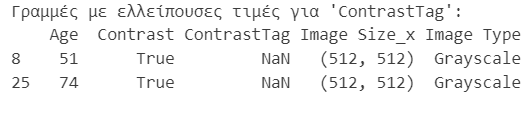 Γραμμές με ελλείπουσες τιμές για 'ContrastTag':
Age Contrast ContrastTag Image Size_x Image Type
8 51 True NaN (512, 512) Grayscale
25 74 True NaN (512, 512) Grayscale